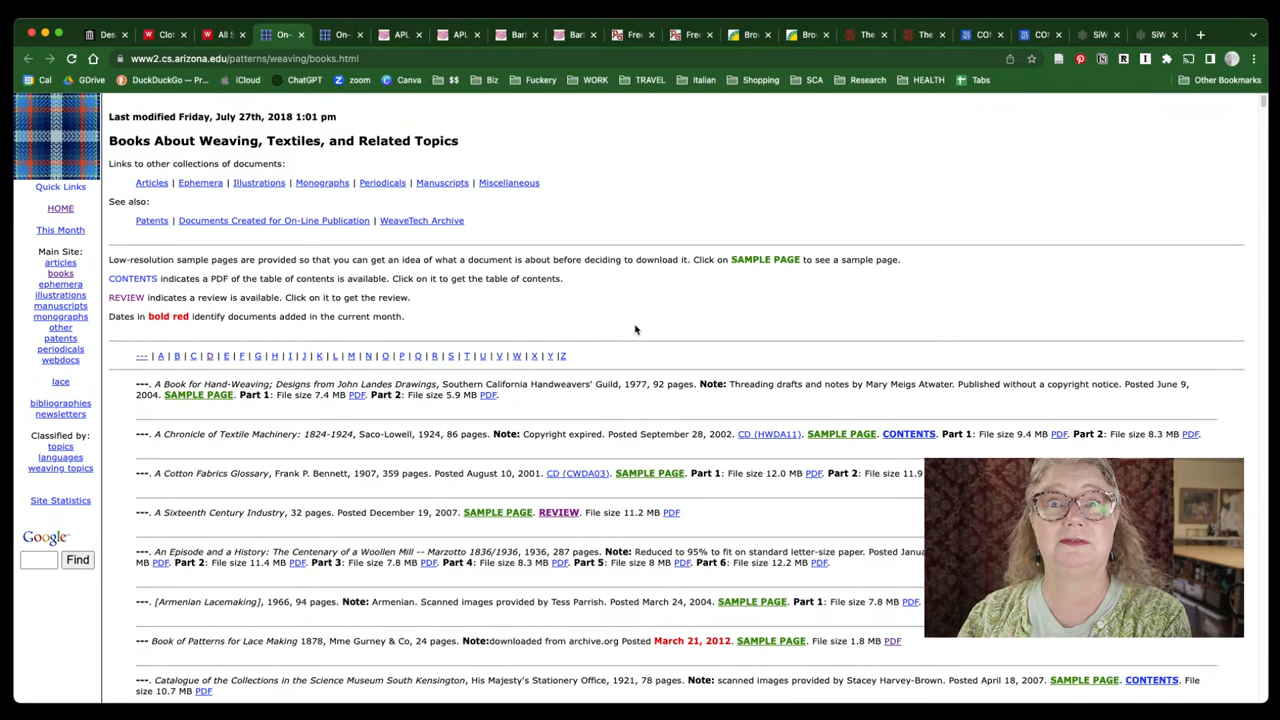 Des
Clot
All S
On-
On-
APL
APL
Barl
Barl
Free
Free
Bro
Bro
The
The
CO
CO
SiW
SiW
www2.cs.arizona.edu/patterns/weaving/books.html
Cal
GDrive
DuckDuckGo — Pr...
iCloud
ChatGPT
zoom
Canva
$$
Biz
Fuckery
WORK
TRAVEL
Italian
Shopping
SCA
Research
HEALTH
Tabs
Other Bookmarks
Quick Links
HOME
This Month
Main Site:
articles
books
ephemera
illustrations
manuscripts
monographs
other
patents
periodicals
webdocs
lace
bibliographies
newsletters
Classified by:
topics
languages
weaving topics
Site Statistics
Google™
Find
Last modified Friday, July 27th, 2018 1:01 pm
Books About Weaving, Textiles, and Related Topics
Links to other collections of documents:
Articles | Ephemera | Illustrations | Monographs | Periodicals | Manuscripts | Miscellaneous
See also:
Patents | Documents Created for On-Line Publication | WeaveTech Archive
Low-resolution sample pages are provided so that you can get an idea of what a document is about before deciding to download it. Click on SAMPLE PAGE to see a sample page.
CONTENTS indicates a PDF of the table of contents is available. Click on it to get the table of contents.
REVIEW indicates a review is available. Click on it to get the review.
Dates in bold red identify documents added in the current month.
--- | A | B | C | D | E | F | G | H | I | J | K | L | M | N | O | P | Q | R | S | T | U | V | W | X | Y |Z
---. A Book for Hand-Weaving; Designs from John Landes Drawings, Southern California Handweavers' Guild, 1977, 92 pages. Note: Threading drafts and notes by Mary Meigs Atwater. Published without a copyright notice. Posted June 9,
2004. SAMPLE PAGE. Part 1: File size 7.4 MB PDF. Part 2: File size 5.9 MB PDF.
---. A Chronicle of Textile Machinery: 1824-1924, Saco-Lowell, 1924, 86 pages. Note: Copyright expired. Posted September 28, 2002. CD (HWDA11). SAMPLE PAGE. CONTENTS. Part 1: File size 9.4 MB PDF. Part 2: File size 8.3 MB PDF.
---. A Cotton Fabrics Glossary, Frank P. Bennett, 1907, 359 pages. Posted August 10, 2001. CD (CWDA03). SAMPLE PAGE. Part 1: File size 12.0 MB PDF. Part 2: File size 11.9
---. A Sixteenth Century Industry, 32 pages. Posted December 19, 2007. SAMPLE PAGE. REVIEW. File size 11.2 MB PDF
---. An Episode and a History: The Centenary of a Woollen Mill -- Marzotto 1836/1936, 1936, 287 pages. Note: Reduced to 95% to fit on standard letter-size paper. Posted Janua
MB PDF. Part 2: File size 11.4 MB PDF. Part 3: File size 7.8 MB PDF. Part 4: File size 8.3 MB PDF. Part 5: File size 8 MB PDF. Part 6: File size 12.2 MB PDF.
---. [Armenian Lacemaking], 1966, 94 pages. Note: Armenian. Scanned images provided by Tess Parrish. Posted March 24, 2004. SAMPLE PAGE. Part 1: File size 7.8 MB PDF.
--- Book of Patterns for Lace Making 1878, Mme Gurney & Co, 24 pages. Note:downloaded from archive.org Posted March 21, 2012. SAMPLE PAGE. File size 1.8 MB PDF
---. Catalogue of the Collections in the Science Museum South Kensington, His Majesty's Stationery Office, 1921, 78 pages. Note: scanned images provided by Stacey Harvey-Brown. Posted April 18, 2007. SAMPLE PAGE. CONTENTS. File
size 10.7 MB PDF